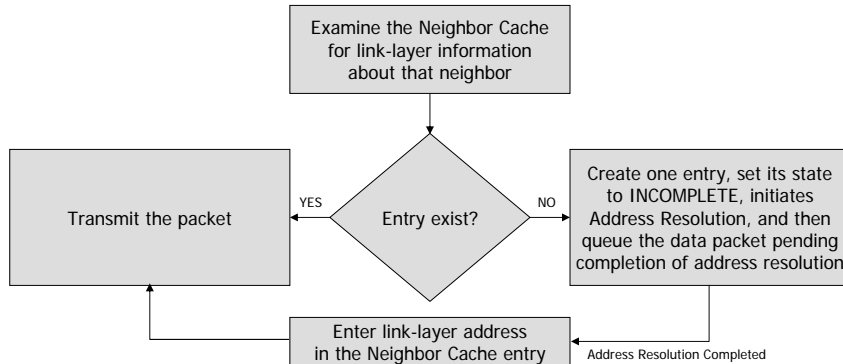 Examine the Neighbor Cache
for link-layer information
about that neighbor
Transmit the packet
YES
Entry exist?
NO
Create one entry, set its state
to INCOMPLETE, initiates
Address Resolution, and then
queue the data packet pending
completion of address resolution
Enter link-layer address
in the Neighbor Cache entry
Address Resolution Completed